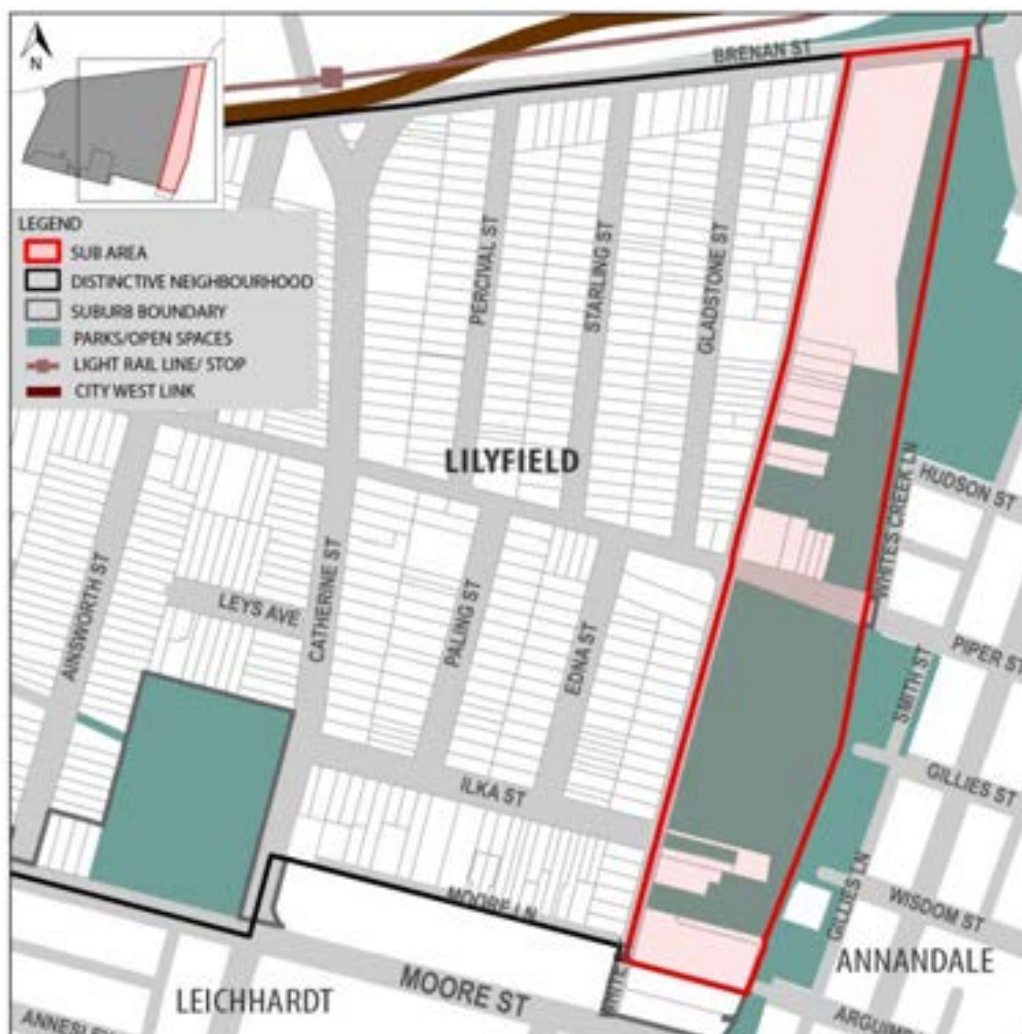 N
BRENAN ST
LEGEND
SUB AREA
DISTINCTIVE NEIGHBOURHOOD
SUBURB BOUNDARY
PARKS/OPEN SPACES
LIGHT RAIL LINE/ STOP
CITY WEST LINK
PERCIVAL ST
STARLING ST
GLADSTONE ST
LILYFIELD
HUDSON ST
WHITES CREEK LN
AINSWORTH ST
LEYS AVE
CATHERINE ST
PALING ST
EDNA ST
PIPER ST
SMITH ST
GILLIES ST
ILKA ST
MOORE LN
GILLIES LN
WISDOM ST
ANNANDALE
LEICHHARDT
MOORE ST